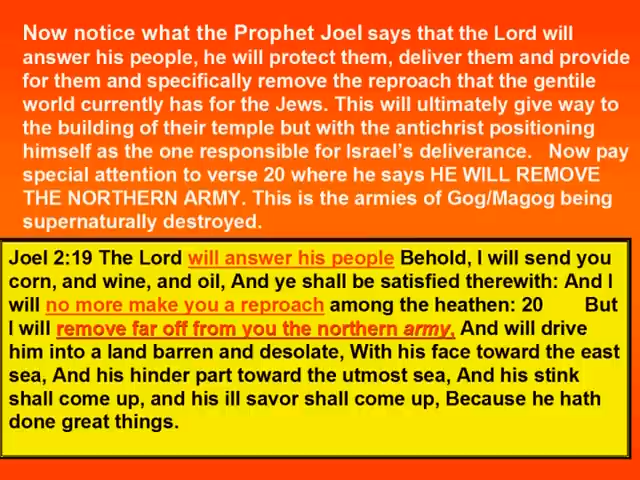 Now notice what the Prophet Joel says that the Lord will
answer his people, he will protect them, deliver them and provide
for them and specifically remove the reproach that the gentile
world currently has for the Jews. This will ultimately give way to
the building of their temple but with the antichrist positioning
himself as the one responsible for Israel's deliverance.   Now pay
special attention to verse 20 where he says HE WILL REMOVE
THE NORTHERN ARMY. This is the armies of Gog/Magog being
supernaturally destroyed.
Joel 2:19 The Lord will answer his people Behold, I will send you
corn, and wine, and oil, And ye shall be satisfied therewith: And I
will no more make you a reproach among the heathen: 20 But
I will remove far off from you the northern army, And will drive
him into a land barren and desolate, With his face toward the east
sea, And his hinder part toward the utmost sea, And his stink
shall come up, and his ill savor shall come up, Because he hath
done great things.